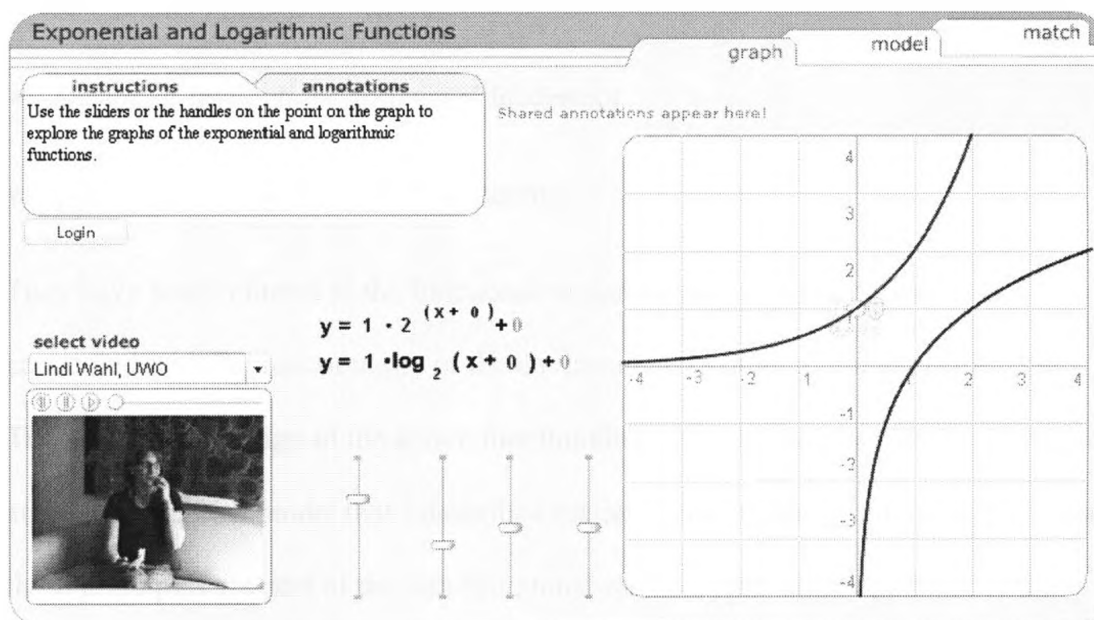 Exponential and Logarithmic Functions
graph
model
match
instructions
annotations
Use the sliders or the handles on the point on the graph to
explore the graphs of the exponential and logarithmic
functions.
Shared annotations appear here!
Login
select video
Lindi Wahl, UWO
y = 1 · 2 (x + 0) + 0
y = 1 · log 2 (x + 0) + 0
4
3
2
1
-4 -3 -2 -1 2 3 4
-1
-2
-3
-4